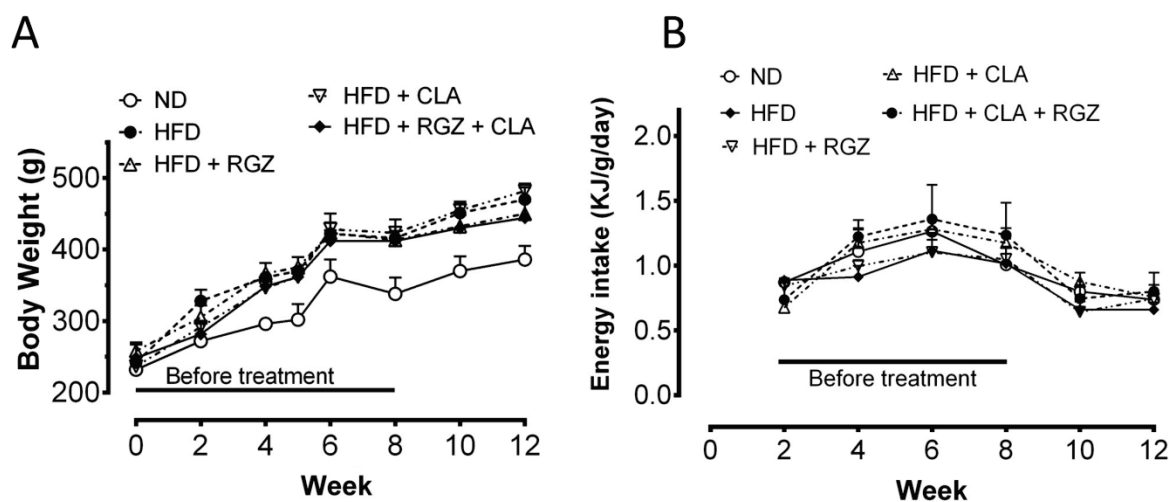 A
ND
HFD
HFD + RGZ
HFD + CLA
HFD + RGZ + CLA
Body Weight (g)
500
400
300
200
Before treatment
0 2 4 6 8 10 12
Week
B
ND
HFD
HFD + RGZ
HFD + CLA
HFD + CLA + RGZ
Energy intake (KJ/g/day)
2.0
1.5
1.0
0.5
0.0
Before treatment
0 2 4 6 8 10 12
Week